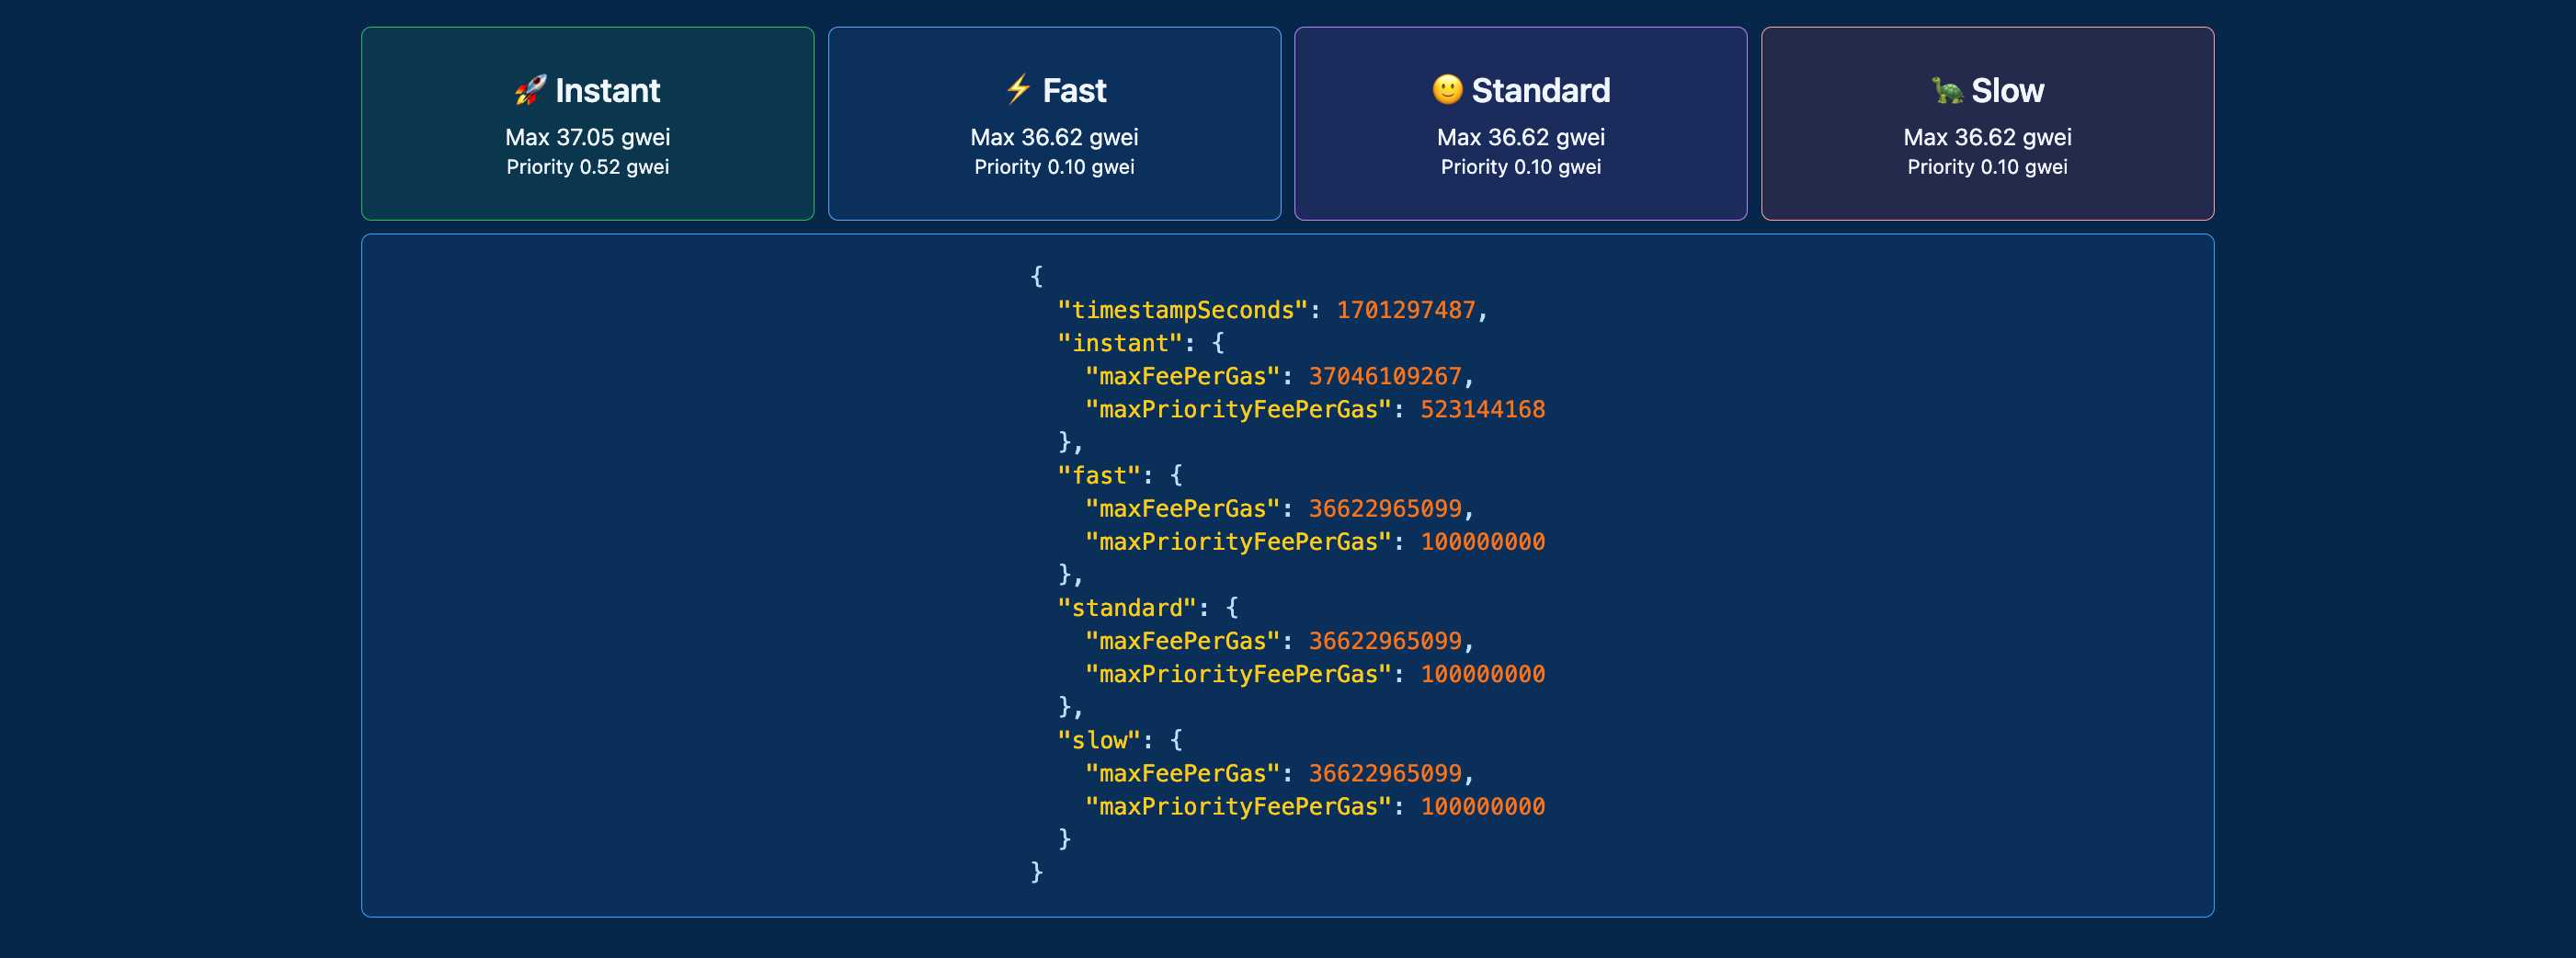 🚀 Instant
Max 37.05 gwei
Priority 0.52 gwei
⚡ Fast
Max 36.62 gwei
Priority 0.10 gwei
🙂 Standard
Max 36.62 gwei
Priority 0.10 gwei
🐢 Slow
Max 36.62 gwei
Priority 0.10 gwei
{
  "timestampSeconds": 1701297487,
  "instant": {
    "maxFeePerGas": 37046109267,
    "maxPriorityFeePerGas": 523144168
  },
  "fast": {
    "maxFeePerGas": 36622965099,
    "maxPriorityFeePerGas": 100000000
  },
  "standard": {
    "maxFeePerGas": 36622965099,
    "maxPriorityFeePerGas": 100000000
  },
  "slow": {
    "maxFeePerGas": 36622965099,
    "maxPriorityFeePerGas": 100000000
  }
}